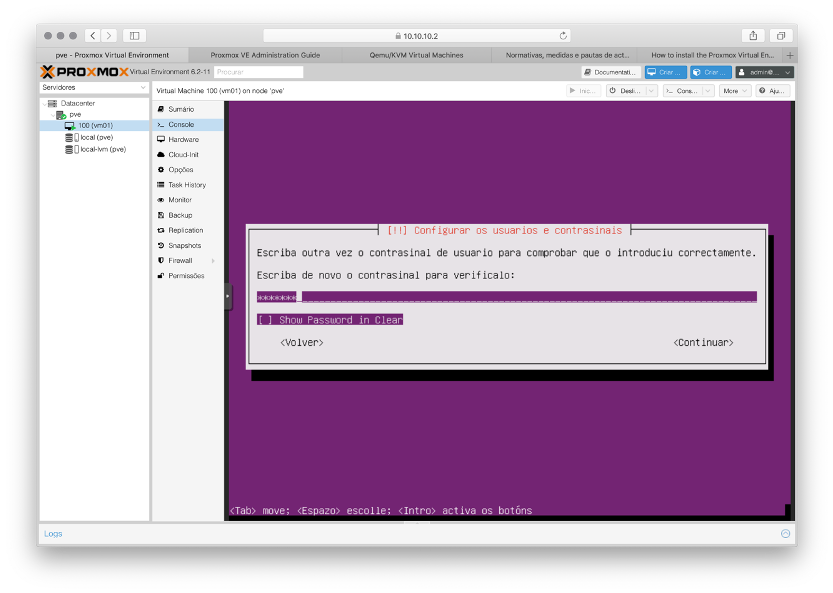 10.10.10.2
pve - Proxmox Virtual Environment
Proxmox VE Administration Guide
Qemu/KVM Virtual Machines
Normativas, medidas e pautas de act...
How to install the Proxmox Virtual En...
PROXMOX Virtual Environment 6.2-11
Procurar
Documentati...
Criar ...
Criar ...
Servidores
Virtual Machine 100 (vm01) on node 'pve'
Inic...
Desli...
Cons...
More
Aju...
Datacenter
pve
100 (vm01)
local (pve)
local-lvm (pve)
Sumário
Console
Hardware
Cloud-Init
Opções
Task History
Monitor
Backup
Replication
Snapshots
Firewall
Permissões
[!!] Configurar os usuarios e contrasinais
Escriba outra vez o contrasinal de usuario para comprobar que o introduciu correctamente.
Escriba de novo o contrasinal para verificalo:
*******
[ ] Show Password in Clear
<Volver>
<Continuar>
<Tab> move; <Espazo> escolle; <Intro> activa os botóns
Logs